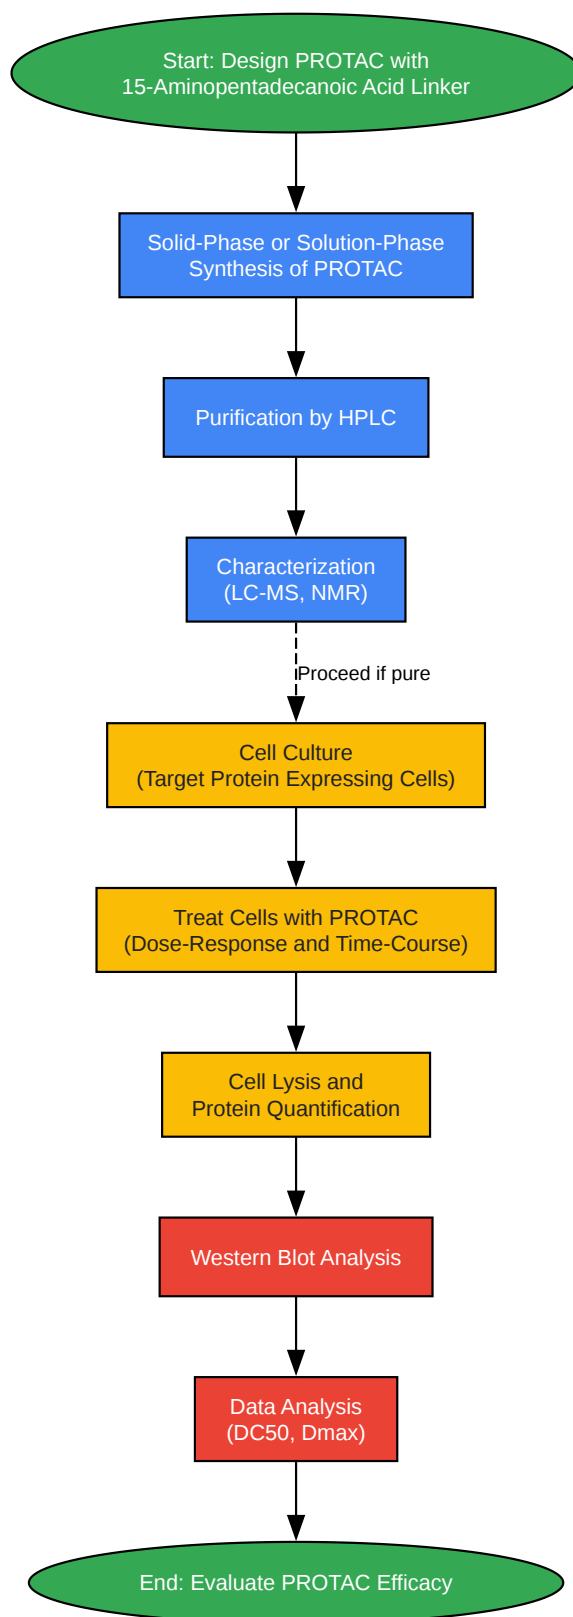 Start: Design PROTAC with
15-Aminopentadecanoic Acid Linker
Solid-Phase or Solution-Phase
Synthesis of PROTAC
Purification by HPLC
Characterization
(LC-MS, NMR)
Proceed if pure
Cell Culture
(Target Protein Expressing Cells)
Treat Cells with PROTAC
(Dose-Response and Time-Course)
Cell Lysis and
Protein Quantification
Western Blot Analysis
Data Analysis
(DC50, Dmax)
End: Evaluate PROTAC Efficacy